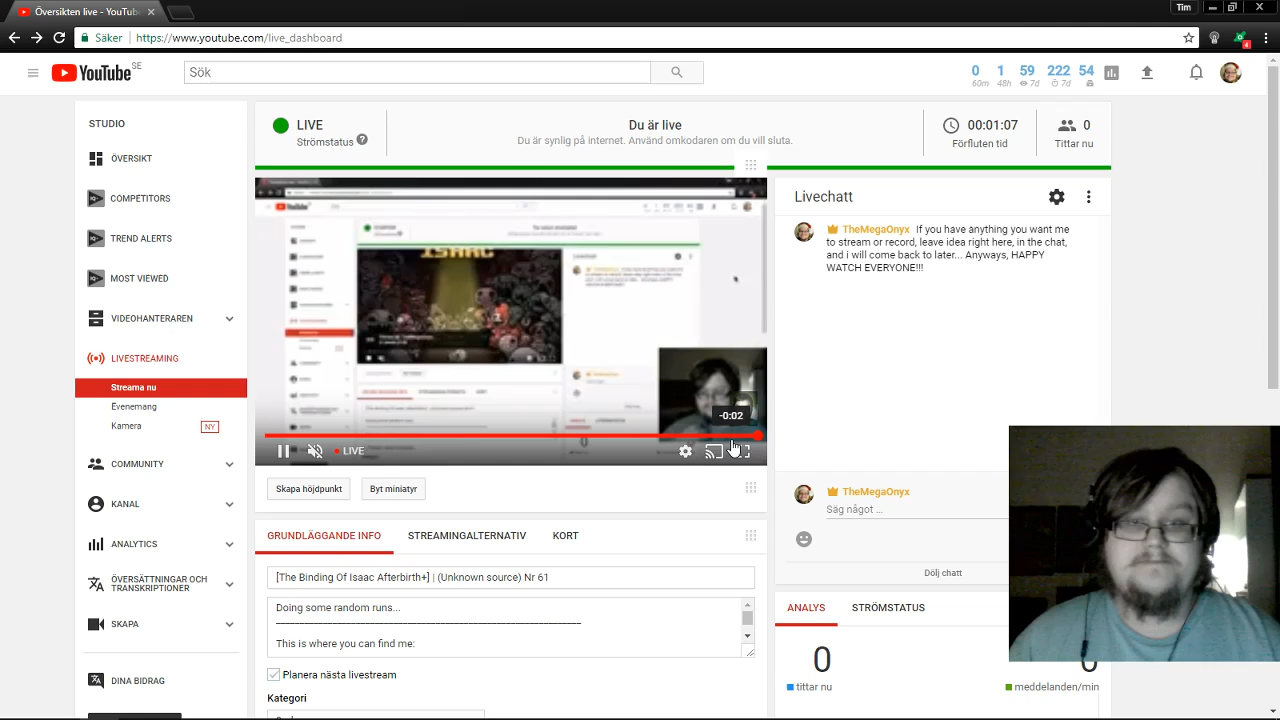 Översikten live - YouTub
Tim
Säker
https://www.youtube.com/live_dashboard
YouTube SE
Sök
0 1 59 222 54
60m 48h 7d 7d
STUDIO
ÖVERSIKT
COMPETITORS
TREND ALERTS
MOST VIEWED
VIDEOHANTERAREN
LIVESTREAMING
Streama nu
Evenemang
Kamera NY
COMMUNITY
KANAL
ANALYTICS
ÖVERSÄTTNINGAR OCH
TRANSKRIPTIONER
SKAPA
DINA BIDRAG
LIVE
Strömstatus ?
Du är live
Du är synlig på internet. Använd omkodaren om du vill sluta.
00:01:07
Förfluten tid
0
Tittar nu
ISAAC
-0:02
LIVE
Skapa höjdpunkt
Byt miniatyr
GRUNDLÄGGANDE INFO
STREAMINGALTERNATIV
KORT
[The Binding Of Isaac Afterbirth+] | (Unknown source) Nr 61
Doing some random runs...
This is where you can find me:
Planera nästa livestream
Kategori
Livechatt
TheMegaOnyx If you have anything you want me
to stream or record, leave idea right here, in the chat,
and i will come back to later... Anyways, HAPPY
WATCH EVERYONE!!!
TheMegaOnyx
Säg något ...
Dölj chatt
ANALYS
STRÖMSTATUS
0
tittar nu
0
meddelanden/min